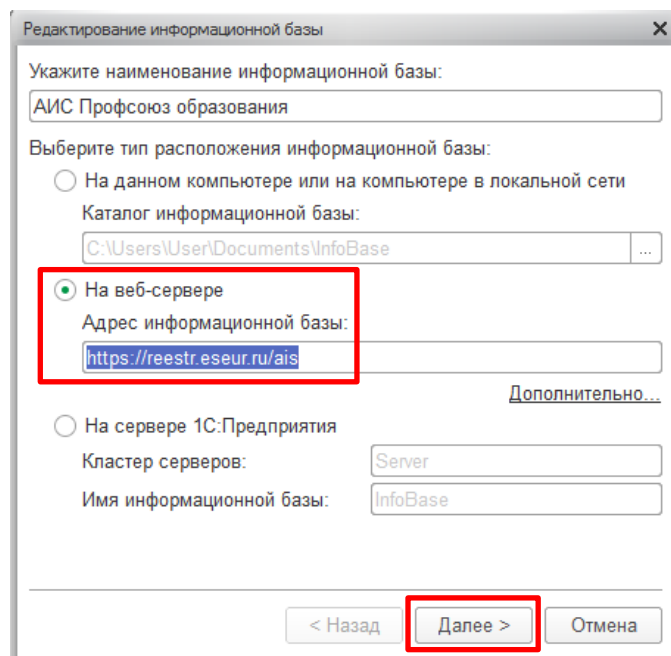 Редактирование информационной базы
Укажите наименование информационной базы:
АИС Профсоюз образования
Выберите тип расположения информационной базы:
На данном компьютере или на компьютере в локальной сети
Каталог информационной базы:
C:\Users\User\Documents\InfoBase
...
На веб-сервере
Адрес информационной базы:
https://reestr.eseur.ru/ais
Дополнительно...
На сервере 1С:Предприятия
Кластер серверов:
Server
Имя информационной базы:
InfoBase
< Назад
Далее >
Отмена